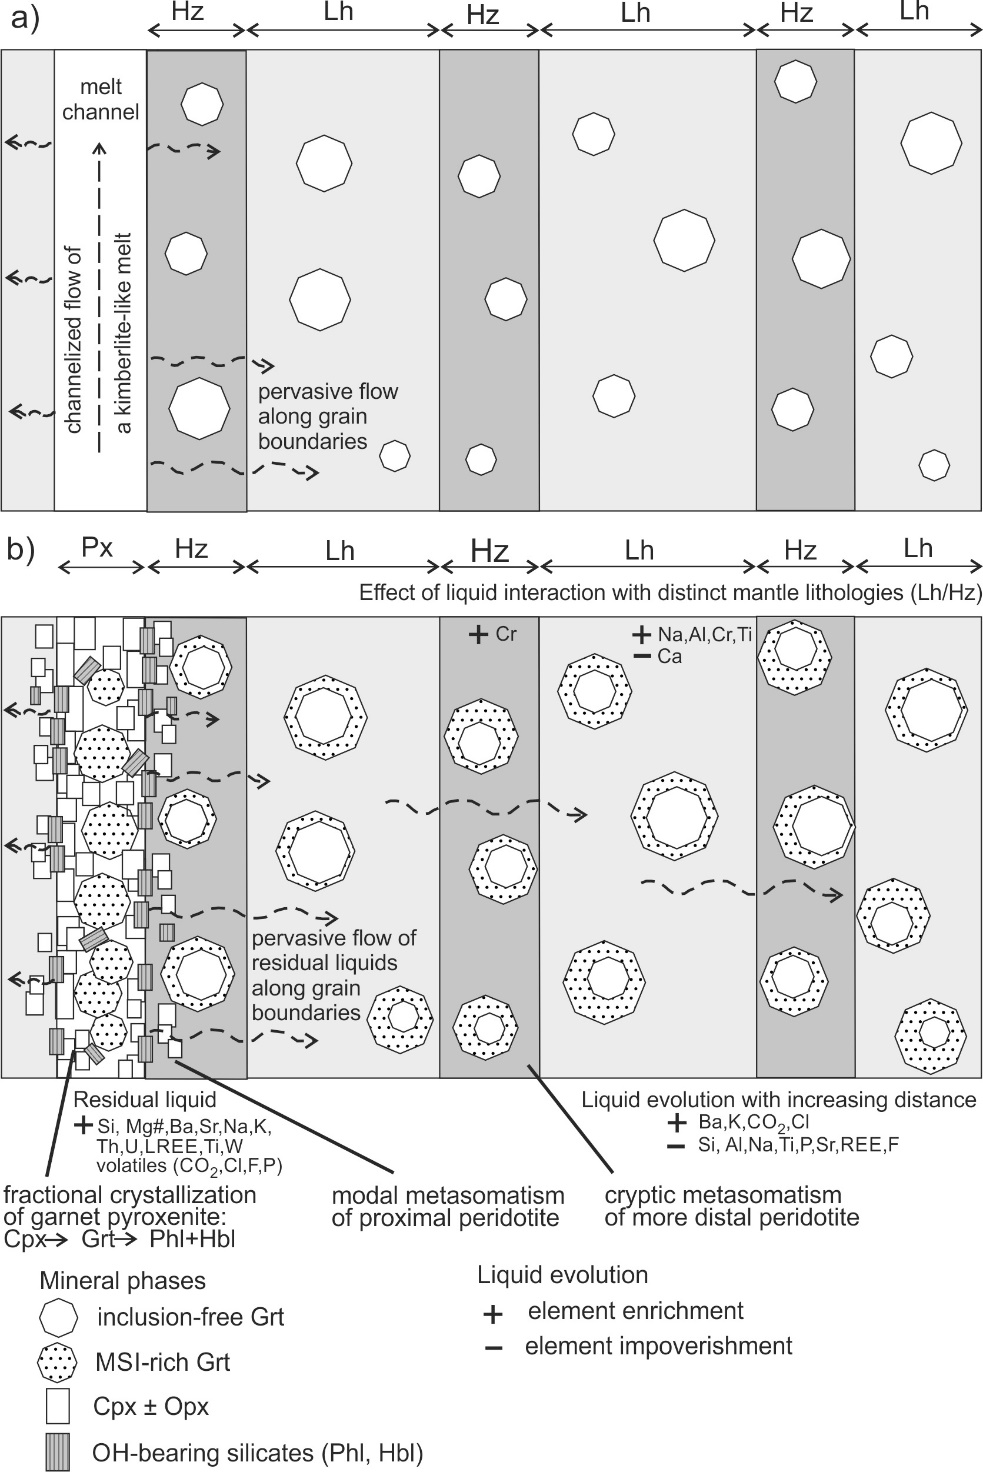 a)
Hz
Lh
Hz
Lh
Hz
Lh
melt
channel
channelized flow of
a kimberlite-like melt
pervasive flow
along grain
boundaries
b)
Px
Hz
Lh
Hz
Lh
Hz
Lh
Effect of liquid interaction with distinct mantle lithologies (Lh/Hz)
+ Cr
+ Na,Al,Cr,Ti
− Ca
pervasive flow of
residual liquids
along grain
boundaries
Residual liquid
+ Si, Mg#,Ba,Sr,Na,K,
Th,U,LREE,Ti,W
volatiles (CO2,Cl,F,P)
Liquid evolution with increasing distance
+ Ba,K,CO2,Cl
− Si, Al,Na,Ti,P,Sr,REE,F
fractional crystallization
of garnet pyroxenite:
Cpx→ Grt→ Phl+Hbl
modal metasomatism
of proximal peridotite
cryptic metasomatism
of more distal peridotite
Mineral phases
inclusion-free Grt
MSI-rich Grt
Cpx ± Opx
OH-bearing silicates (Phl, Hbl)
Liquid evolution
+ element enrichment
− element impoverishment